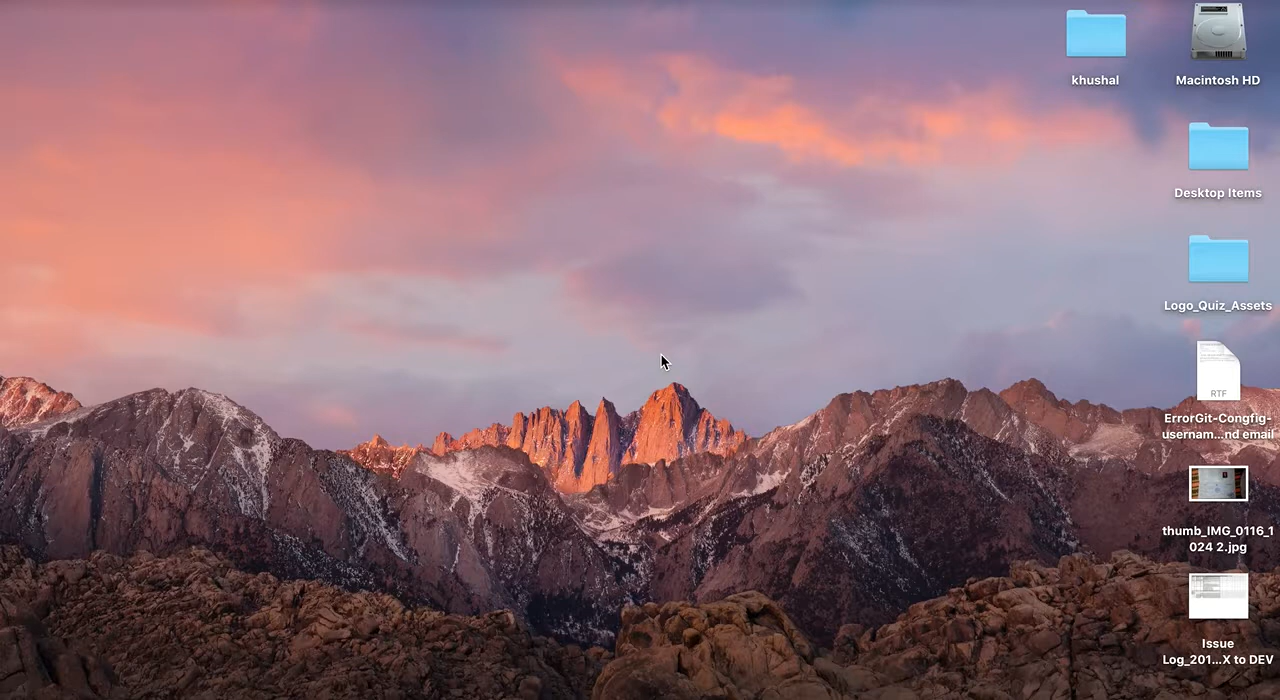 khushal
Macintosh HD
Desktop Items
Logo_Quiz_Assets
RTF
ErrorGit-Congfig-
usernam...nd email
thumb_IMG_0116_1
024 2.jpg
Issue
Log_201...X to DEV